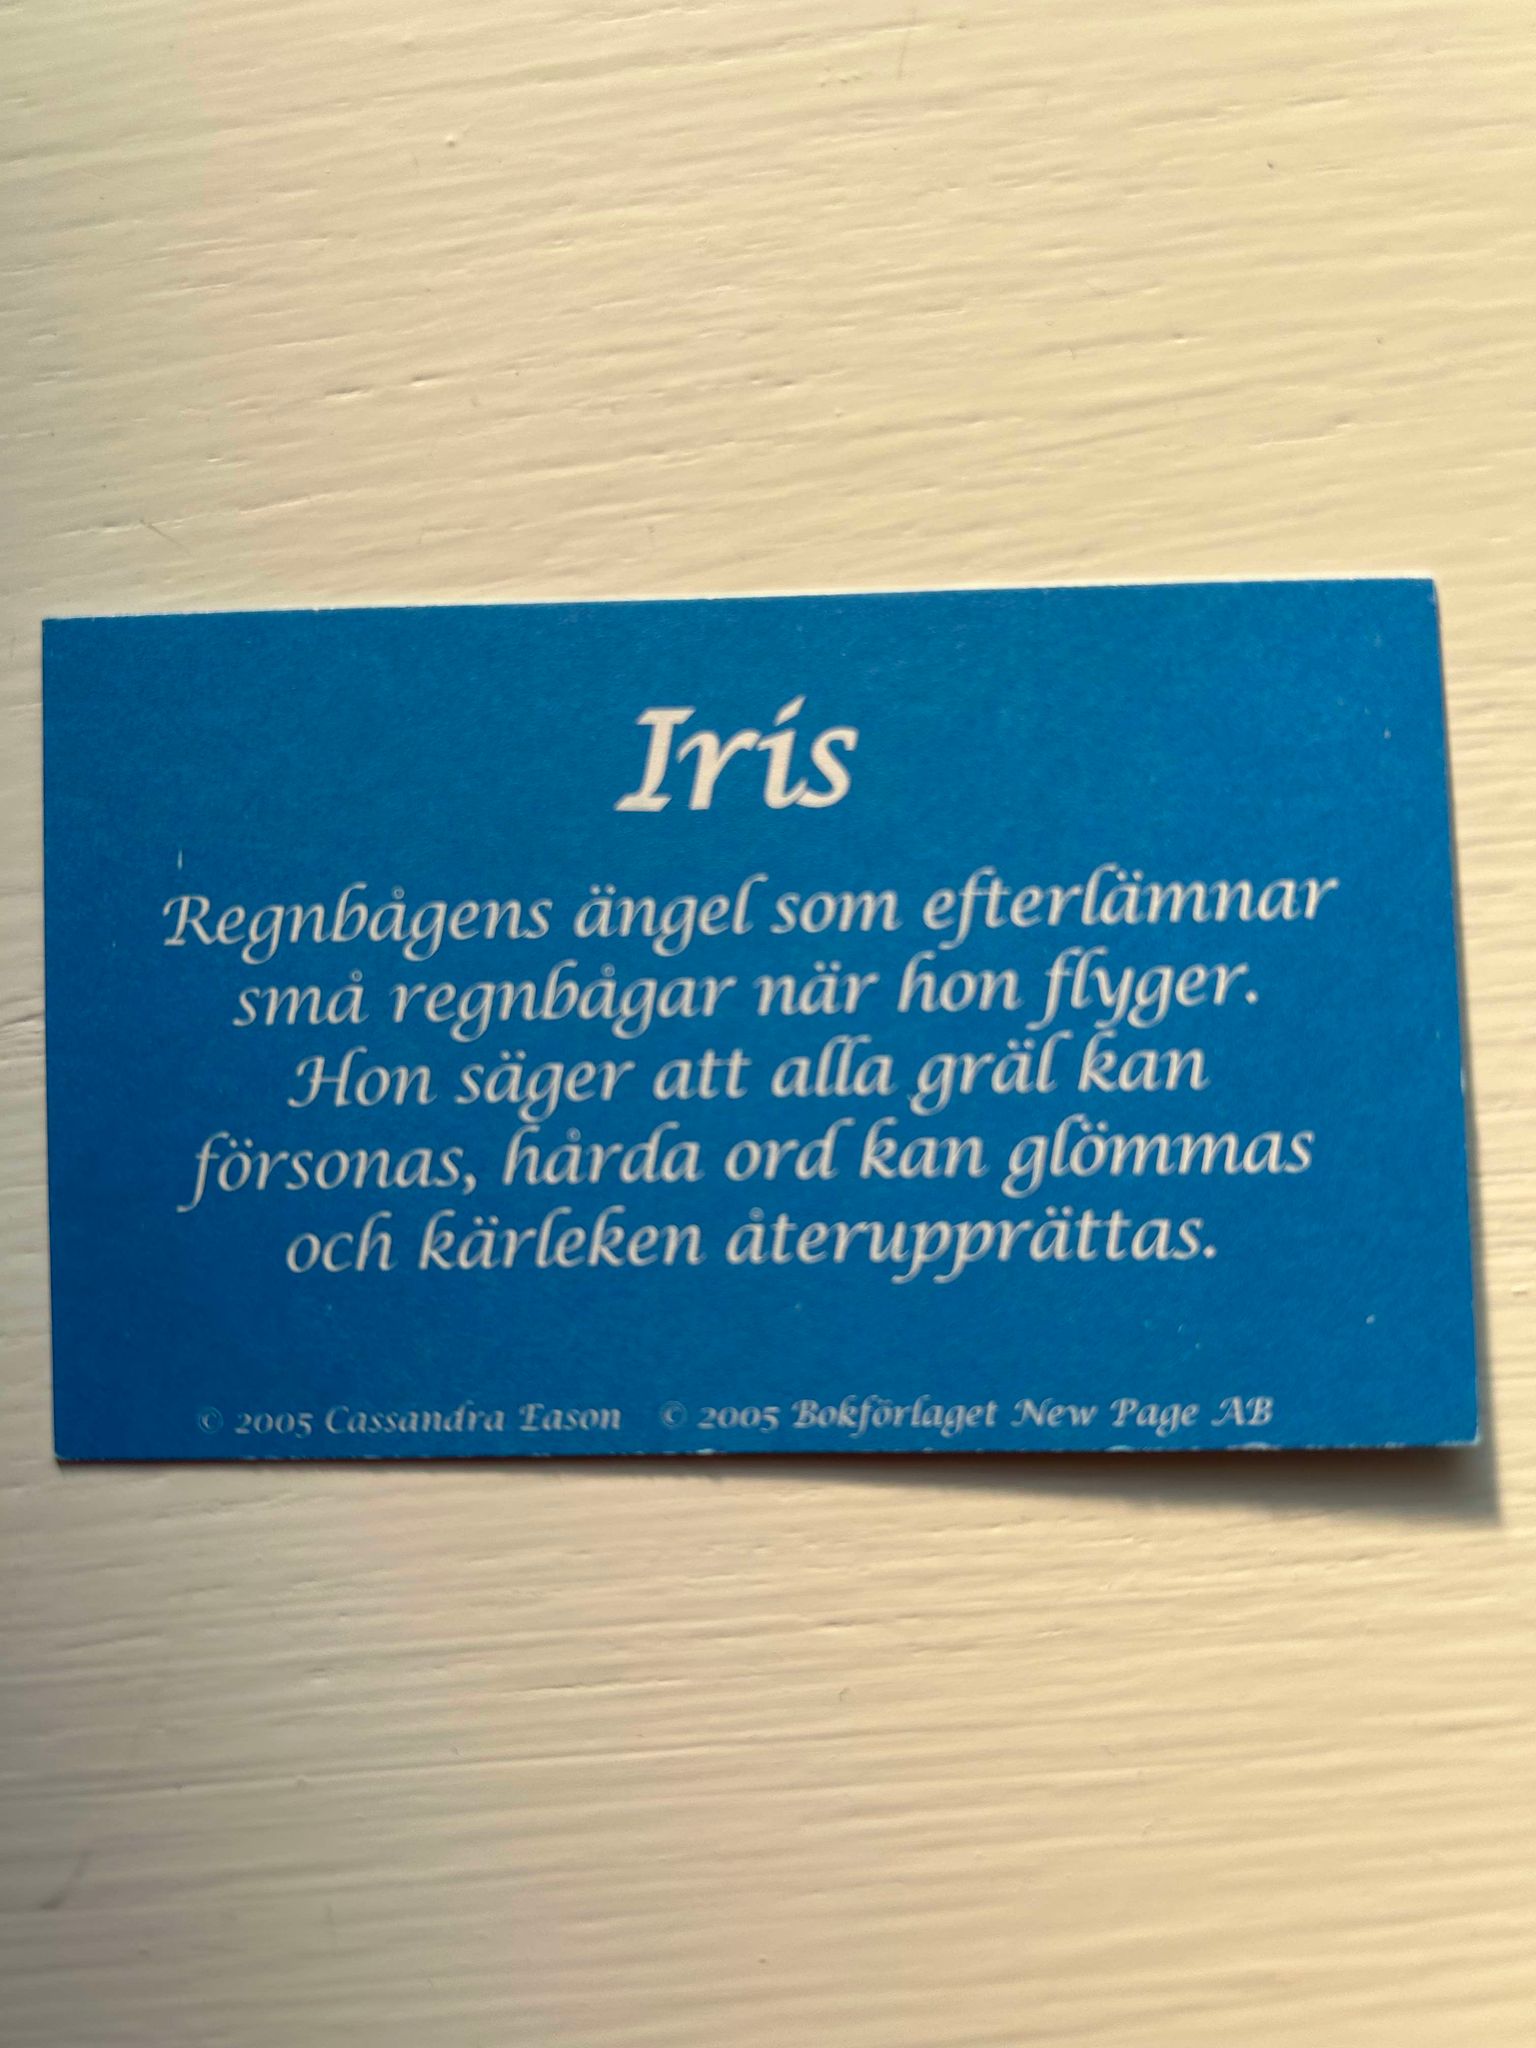 Iris
Regnbågens ängel som efterlämnar
små regnbågar när hon flyger.
Hon säger att alla gräl kan
försonas, hårda ord kan glömmas
och kärleken återupprättas.
© 2005 Cassandra Eason © 2005 Bokförlaget New Page AB